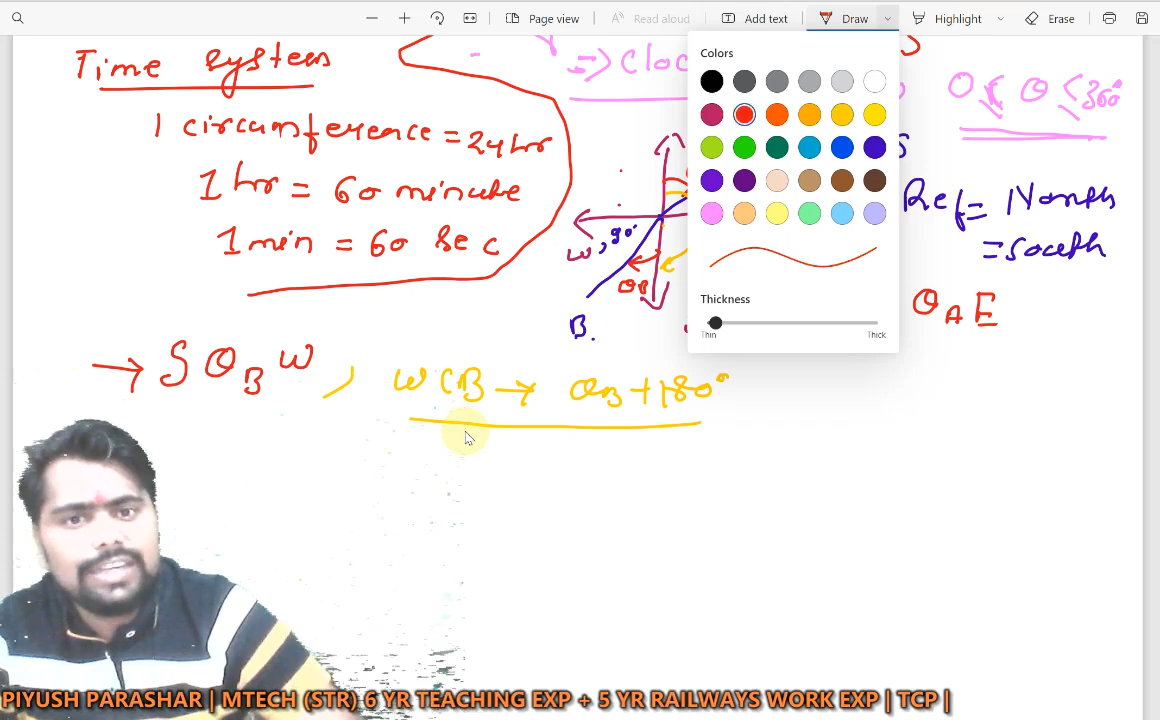 Page view Read aloud Add text Draw Highlight Erase
Colors
Thickness
Thin Thick
Time system
1 circumference = 24 hr
1 hr = 60 minute
1 min = 60 sec
=> Cloc
0 ≤ θ ≤ 360°
W
90°
θB
B.
Ref = North
= South
θA E
→ S θB W , WCB → θB + 180°
PIYUSH PARASHAR | MTECH (STR) 6 YR TEACHING EXP + 5 YR RAILWAYS WORK EXP | TCP |